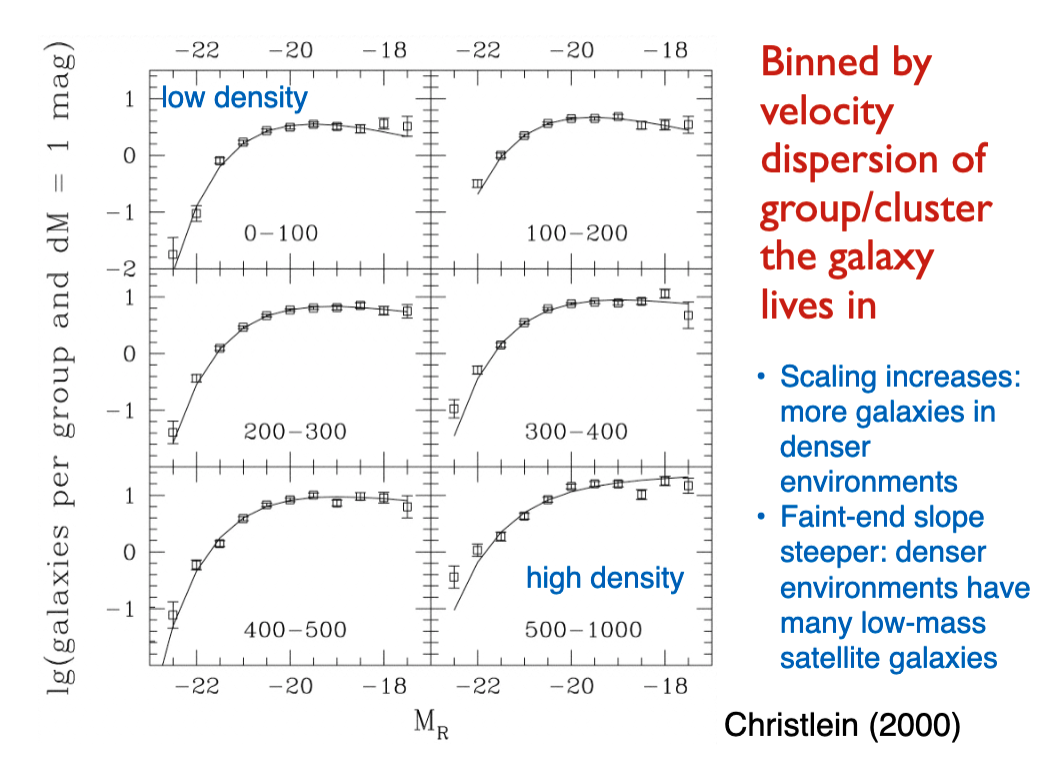 −22 −20 −18 −22 −20 −18
lg(galaxies per group and dM = 1 mag)
1 low density
0
−1 0−100 100−200
−2
1
0
−1 200−300 300−400
1
0 high density
−1 400−500 500−1000
−22 −20 −18 −22 −20 −18
M_R
Binned by
velocity
dispersion of
group/cluster
the galaxy
lives in
• Scaling increases:
more galaxies in
denser
environments
• Faint-end slope
steeper: denser
environments have
many low-mass
satellite galaxies
Christlein (2000)